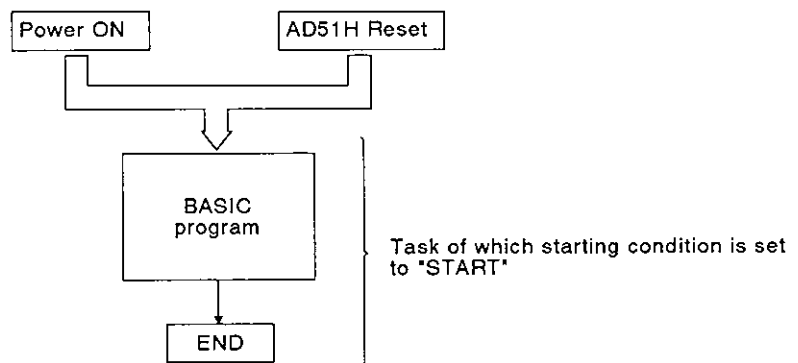 Power ON
AD51H Reset
BASIC
program
Task of which starting condition is set
to "START"
END